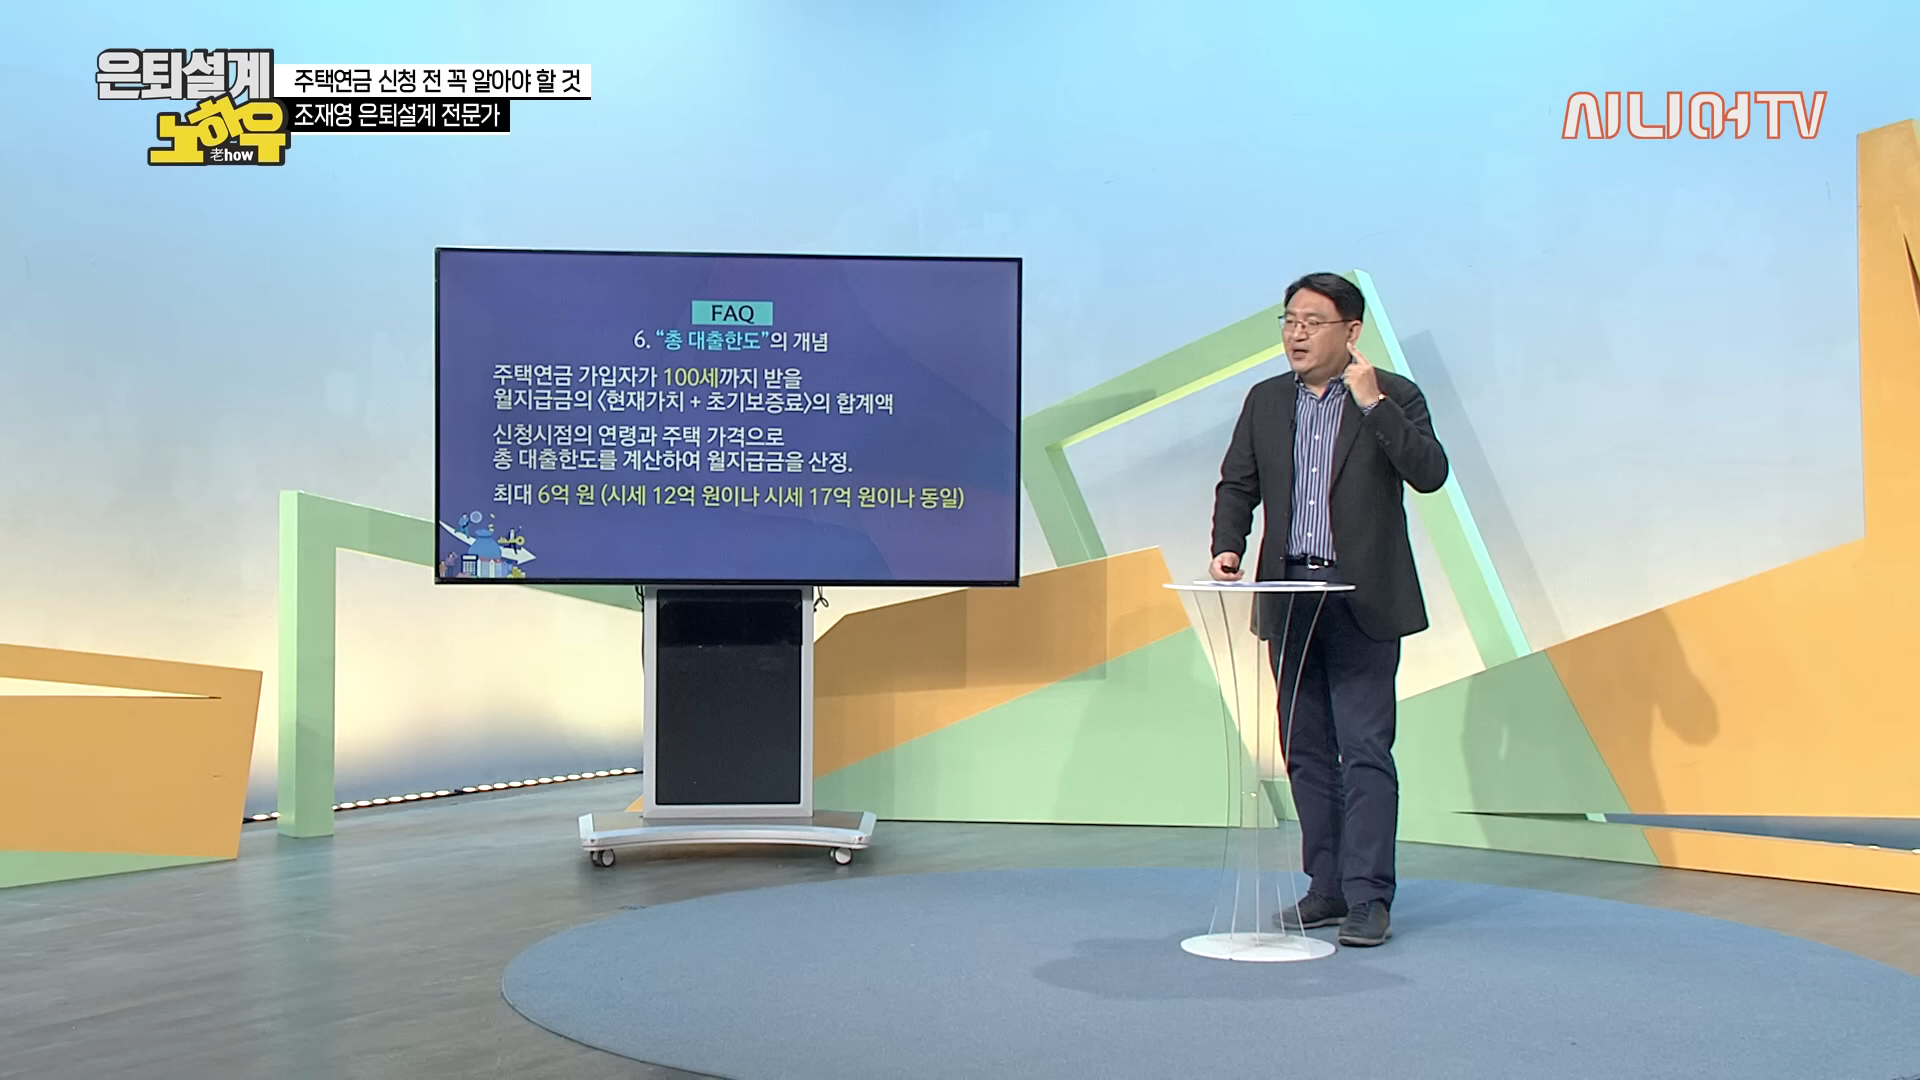 은퇴설계
노하우
老how
주택연금 신청 전 꼭 알아야 할 것
조재영 은퇴설계 전문가
시니어TV
FAQ
6. “총 대출한도”의 개념
주택연금 가입자가 100세까지 받을
월지급금의 〈현재가치 + 초기보증료〉의 합계액
신청시점의 연령과 주택 가격으로
총 대출한도를 계산하여 월지급금을 산정.
최대 6억 원 (시세 12억 원이나 시세 17억 원이나 동일)